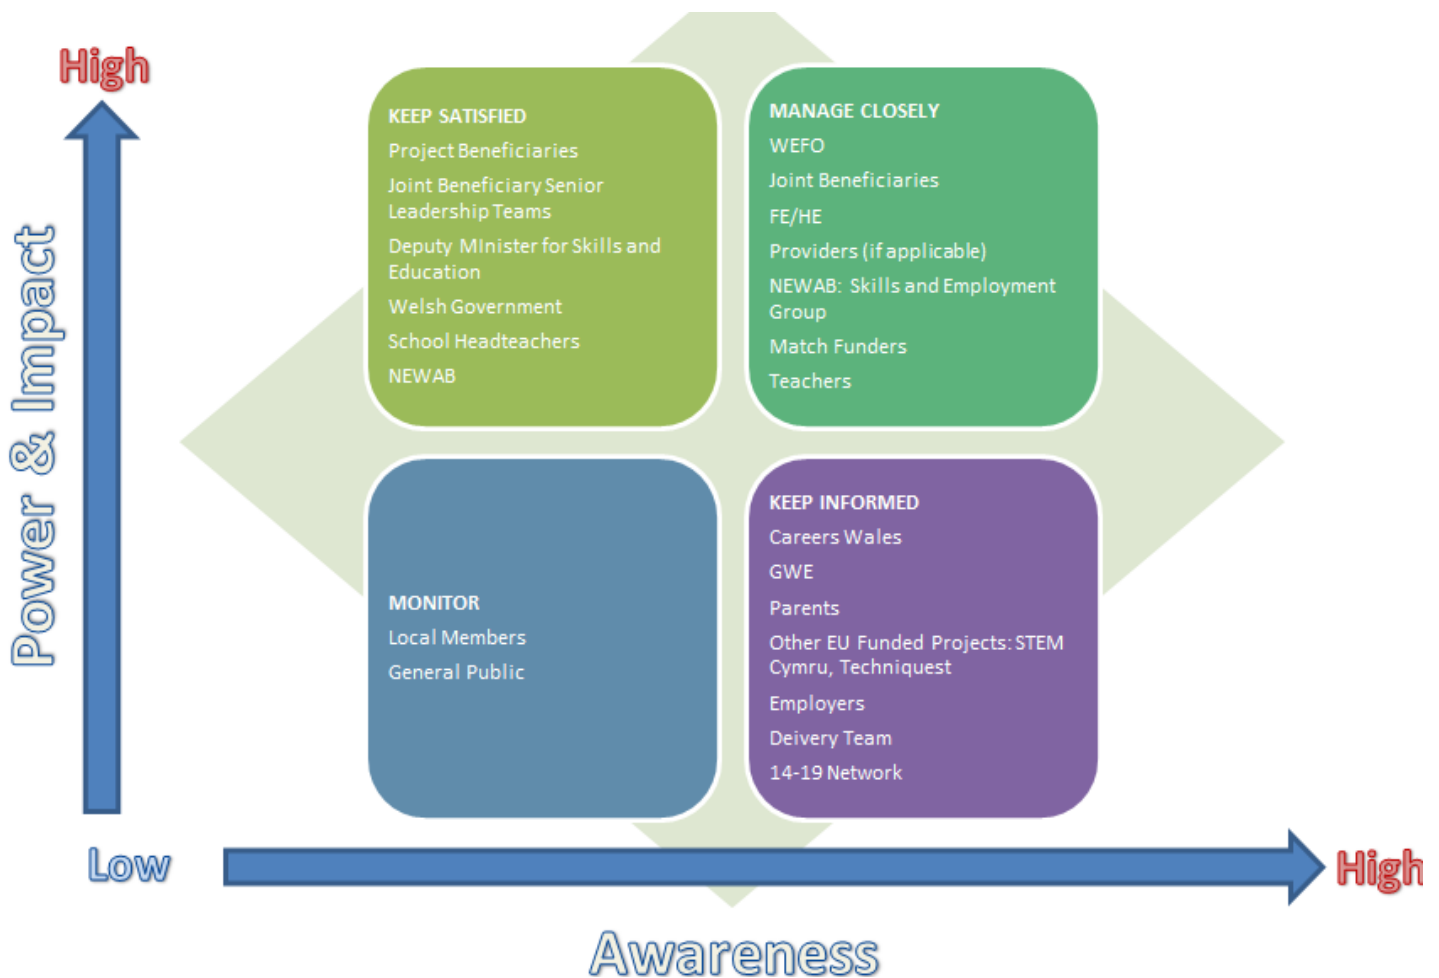 High
Power & Impact
KEEP SATISFIED
Project Beneficiaries
Joint Beneficiary Senior
Leadership Teams
Deputy MInister for Skills and
Education
Welsh Government
School Headteachers
NEWAB
MANAGE CLOSELY
WEFO
Joint Beneficiaries
FE/HE
Providers (if applicable)
NEWAB: Skills and Employment
Group
Match Funders
Teachers
MONITOR
Local Members
General Public
KEEP INFORMED
Careers Wales
GWE
Parents
Other EU Funded Projects: STEM
Cymru, Techniquest
Employers
Deivery Team
14-19 Network
Low
High
Awareness